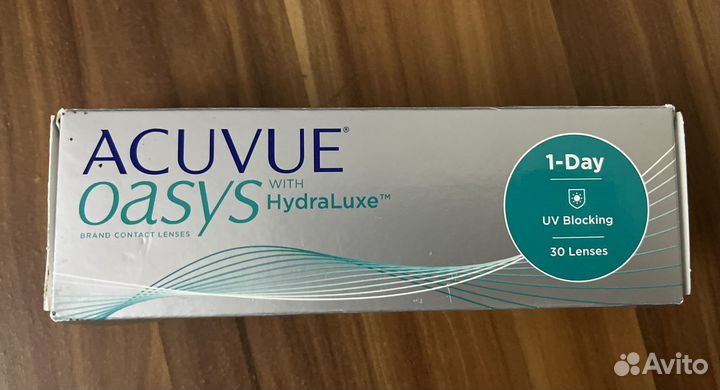 ACUVUE®
oasys WITH HydraLuxe™
BRAND CONTACT LENSES
1-Day
UV Blocking
30 Lenses
Avito